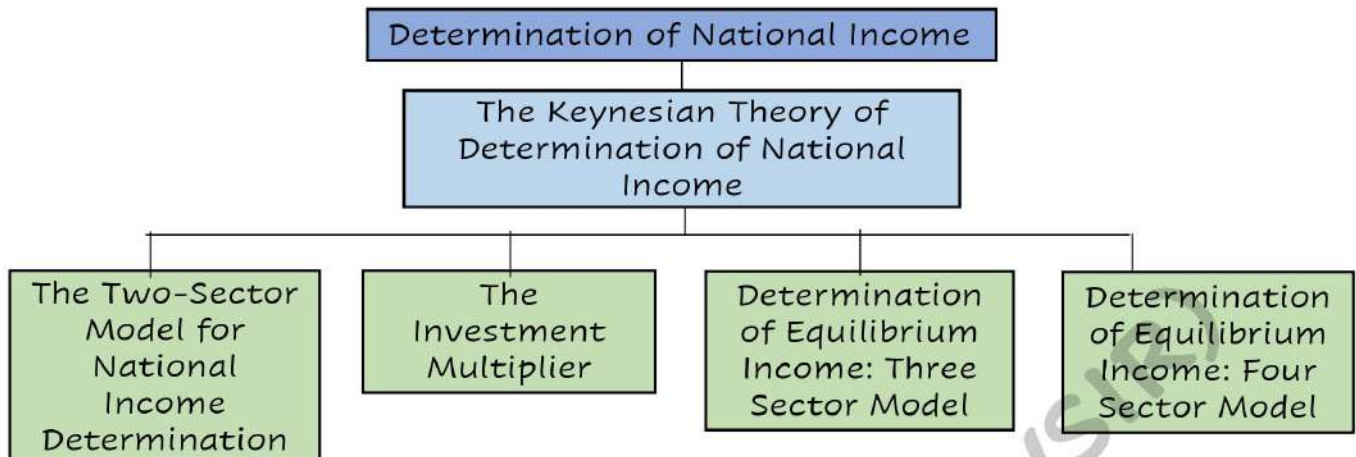 Determination of National Income
The Keynesian Theory of
Determination of National
Income
The Two-Sector
Model for
National
Income
Determination
The
Investment
Multiplier
Determination
of Equilibrium
Income: Three
Sector Model
Determination
of Equilibrium
Income: Four
Sector Model
SIR)